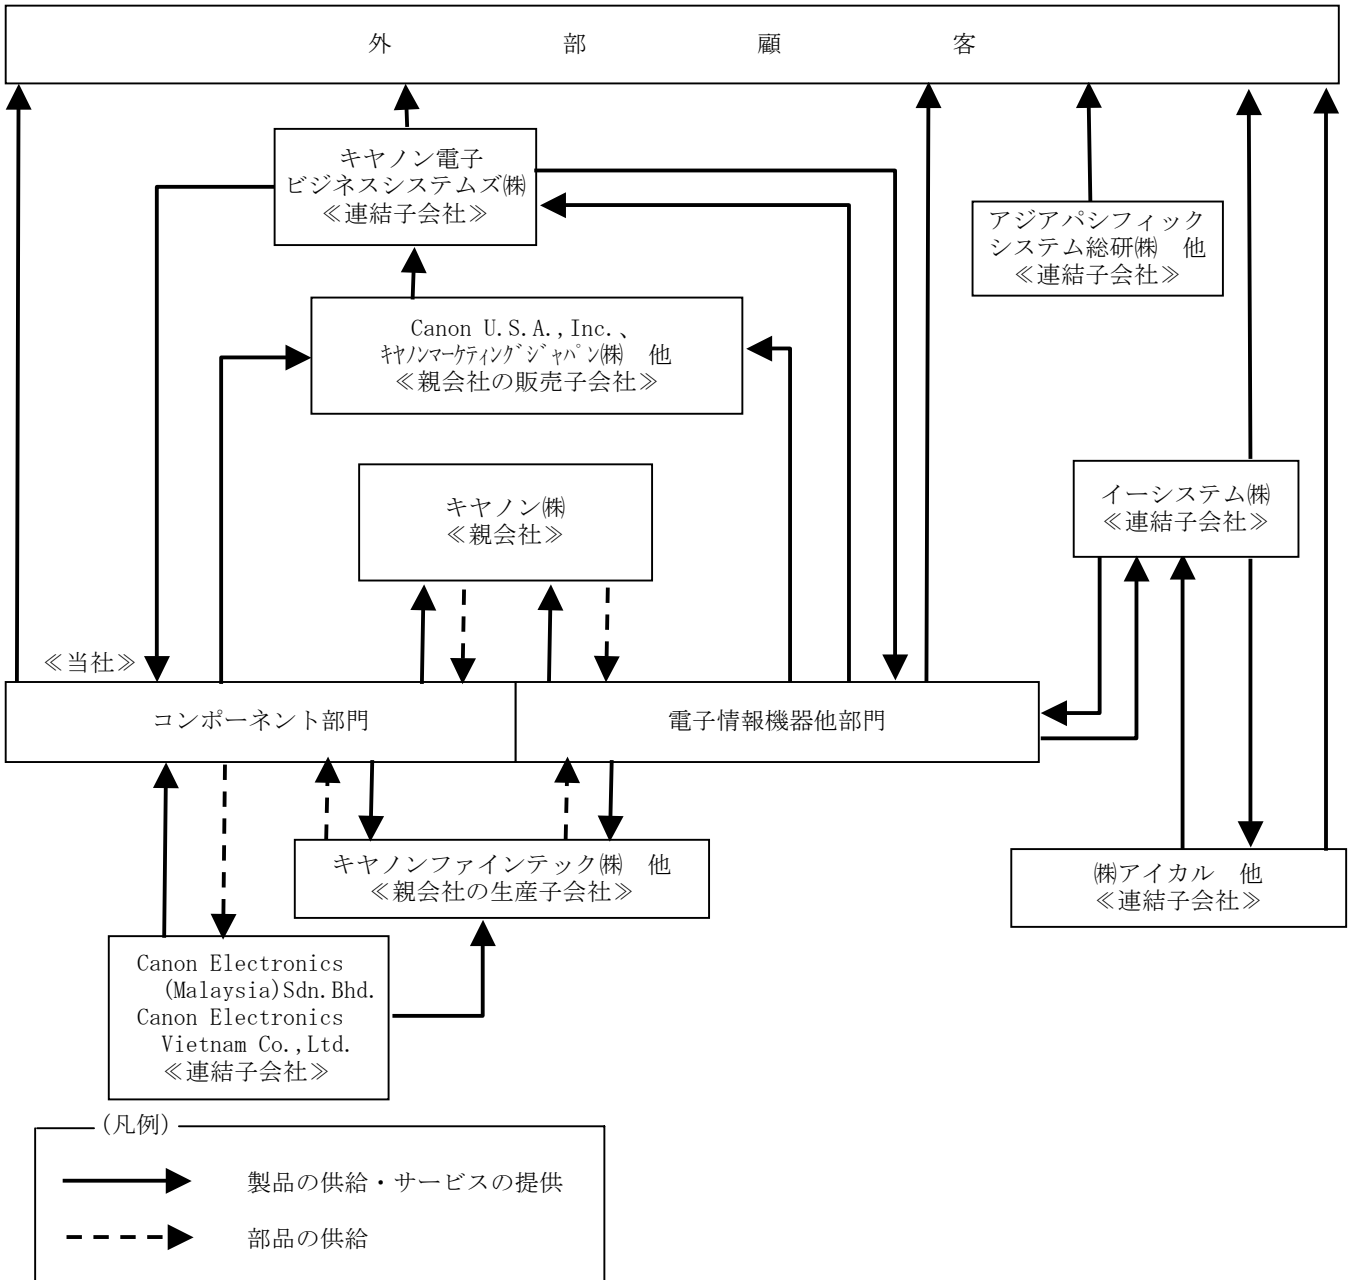 外部顧客
キヤノン電子
ビジネスシステムズ㈱
≪連結子会社≫
アジアパシフィック
システム総研㈱　他
≪連結子会社≫
Canon U.S.A.,Inc.、
ｷﾔﾉﾝﾏｰｹﾃｨﾝｸﾞｼﾞｬﾊﾟﾝ㈱　他
≪親会社の販売子会社≫
キヤノン㈱
≪親会社≫
イーシステム㈱
≪連結子会社≫
≪当社≫
コンポーネント部門
電子情報機器他部門
キヤノンファインテック㈱　他
≪親会社の生産子会社≫
㈱アイカル　他
≪連結子会社≫
Canon Electronics
(Malaysia)Sdn.Bhd.
Canon Electronics
Vietnam Co.,Ltd.
≪連結子会社≫
(凡例)
製品の供給・サービスの提供
部品の供給